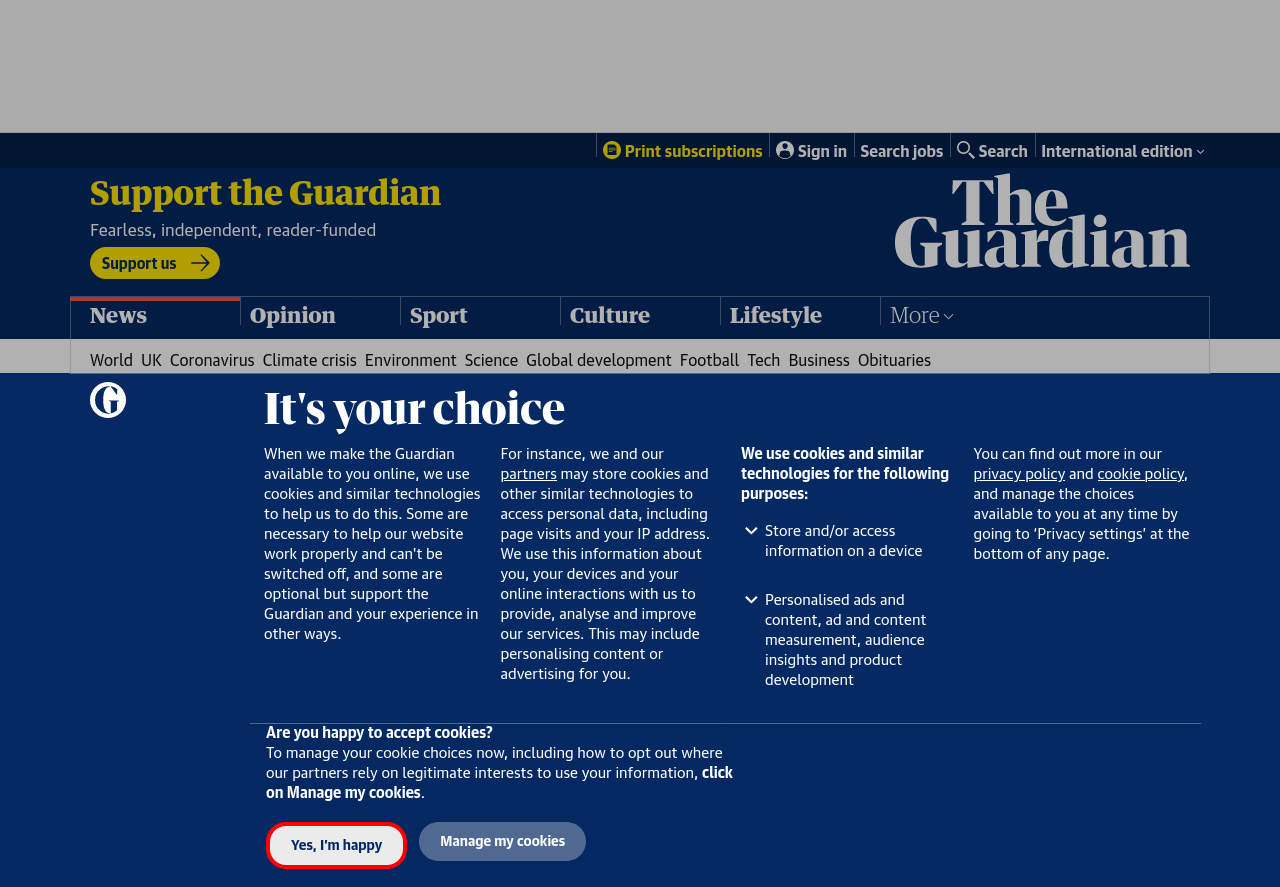 Print subscriptions
Sign in
Search jobs
Search
International edition
Support the Guardian
Fearless, independent, reader-funded
Support us
The
Guardian
News
Opinion
Sport
Culture
Lifestyle
More
World UK Coronavirus Climate crisis Environment Science Global development Football Tech Business Obituaries
It's your choice
When we make the Guardian
available to you online, we use
cookies and similar technologies
to help us to do this. Some are
necessary to help our website
work properly and can't be
switched off, and some are
optional but support the
Guardian and your experience in
other ways.
For instance, we and our
partners may store cookies and
other similar technologies to
access personal data, including
page visits and your IP address.
We use this information about
you, your devices and your
online interactions with us to
provide, analyse and improve
our services. This may include
personalising content or
advertising for you.
We use cookies and similar
technologies for the following
purposes:
Store and/or access
information on a device
Personalised ads and
content, ad and content
measurement, audience
insights and product
development
You can find out more in our
privacy policy and cookie policy,
and manage the choices
available to you at any time by
going to ‘Privacy settings’ at the
bottom of any page.
Are you happy to accept cookies?
To manage your cookie choices now, including how to opt out where
our partners rely on legitimate interests to use your information, click
on Manage my cookies.
Yes, I’m happy
Manage my cookies